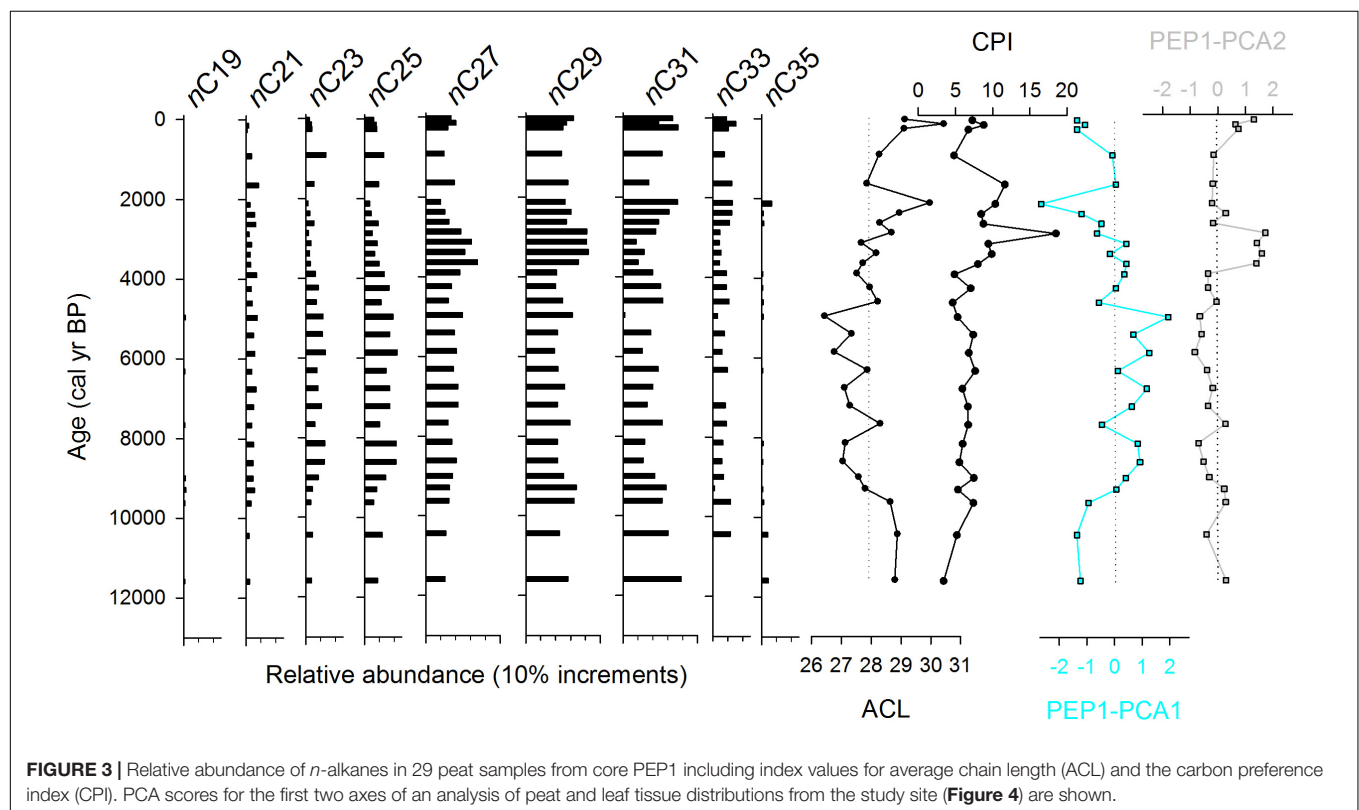 CPI
PEP1-PCA2
nC19 nC21 nC23 nC25 nC27 nC29 nC31 nC33 nC35
0 5 10 15 20
-2 -1 0 1 2
0
2000
4000
6000
8000
10000
12000
Age (cal yr BP)
Relative abundance (10% increments)
26 27 28 29 30 31
ACL
-2 -1 0 1 2
PEP1-PCA1
FIGURE 3 | Relative abundance of n-alkanes in 29 peat samples from core PEP1 including index values for average chain length (ACL) and the carbon preference
index (CPI). PCA scores for the first two axes of an analysis of peat and leaf tissue distributions from the study site (Figure 4) are shown.